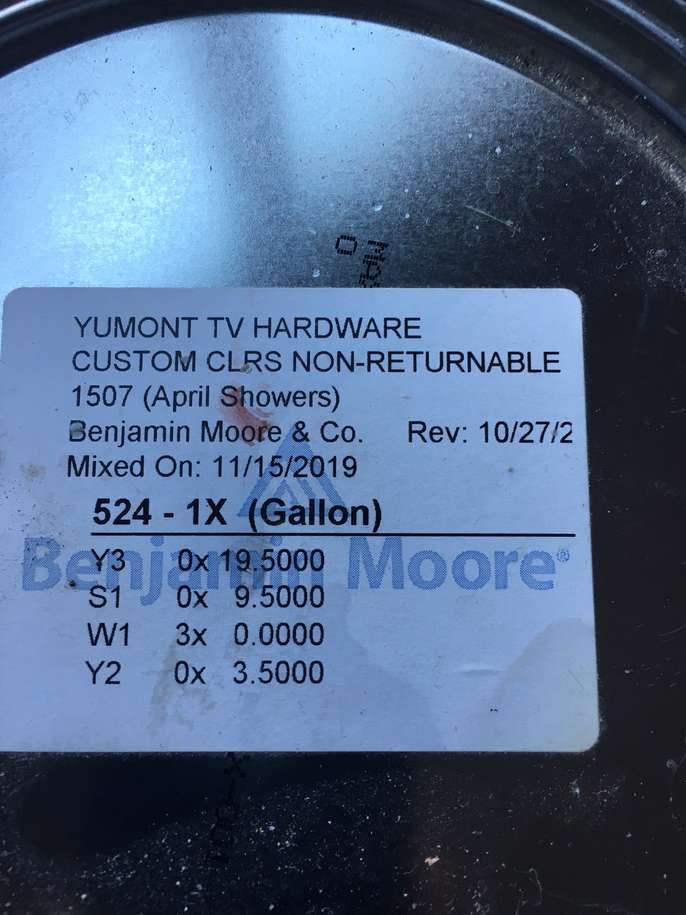 YUMONT TV HARDWARE
CUSTOM CLRS NON-RETURNABLE
1507 (April Showers)
Benjamin Moore & Co. Rev: 10/27/2
Mixed On: 11/15/2019
524 - 1X (Gallon)
Benjamin Moore®
Y3 0x 19.5000
S1 0x 9.5000
W1 3x 0.0000
Y2 0x 3.5000